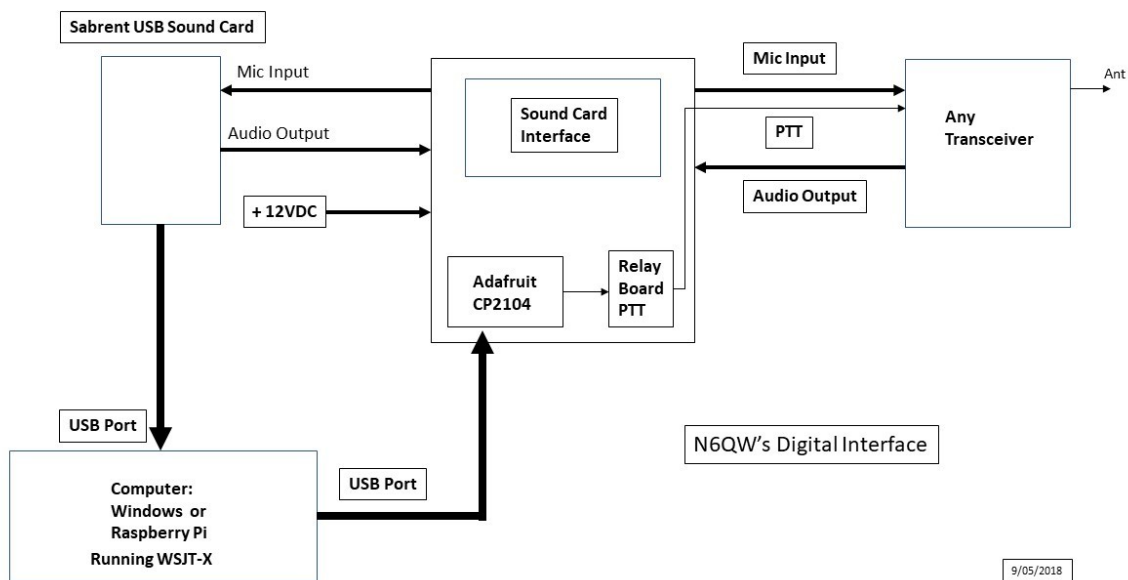 Sabrent USB Sound Card
Mic Input
Audio Output
+ 12VDC
Sound Card
Interface
Mic Input
PTT
Audio Output
Any
Transceiver
Ant
Adafruit
CP2104
Relay
Board
PTT
USB Port
USB Port
Computer:
Windows or
Raspberry Pi
Running WSJT-X
N6QW's Digital Interface
9/05/2018